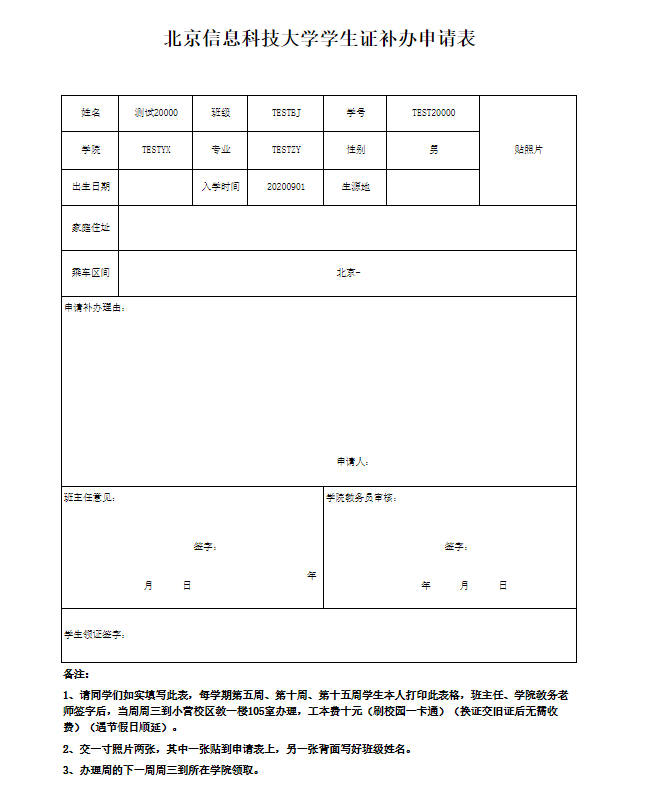 北京信息科技大学学生证补办申请表
姓名 测试20000 班级 TESTBJ 学号 TEST20000
学院 TESTYX 专业 TESTZY 性别 男 贴照片
出生日期 入学时间 20200901 生源地
家庭住址
乘车区间 北京-
申请补办理由：
申请人：
班主任意见： 学院教务员审核：
签字： 签字：
年
月 日 年 月 日
学生领证签字：
备注：
1、请同学们如实填写此表，每学期第五周、第十周、第十五周学生本人打印此表格，班主任、学院教务老
师签字后，当周周三到小营校区教一楼105室办理，工本费十元（刷校园一卡通）（换证交旧证后无需收
费）（遇节假日顺延）。
2、交一寸照片两张，其中一张贴到申请表上，另一张背面写好班级姓名。
3、办理周的下一周周三到所在学院领取。